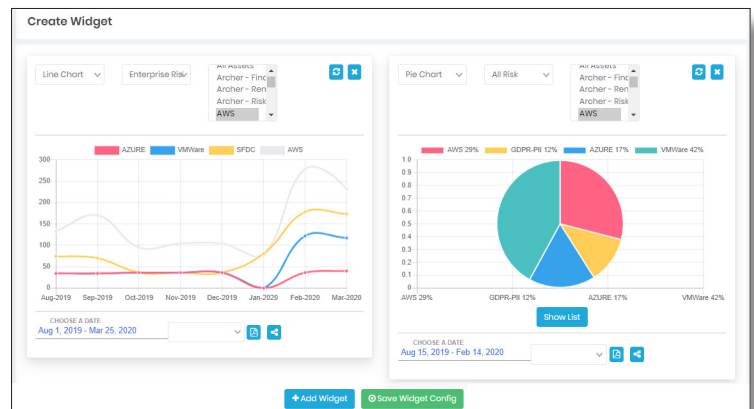 Create Widget
Line Chart
Enterprise Risk
All Assets
Archer - Finc
Archer - Ren
Archer - Risk
AWS
AZURE VMWare SFDC AWS
300
250
200
150
100
50
0
Aug-2019 Sep-2019 Oct-2019 Nov-2019 Dec-2019 Jan-2020 Feb-2020 Mar-2020
CHOOSE A DATE
Aug 1, 2019 - Mar 25, 2020
Pie Chart
All Risk
All Assets
Archer - Finc
Archer - Ren
Archer - Risk
AWS
AWS 29% GDPR-PII 12% AZURE 17% VMWare 42%
1.0
0.9
0.8
0.7
0.6
0.5
0.4
0.3
0.2
0.1
0
AWS 29% GDPR-PII 12% AZURE 17% VMWare 42%
Show List
CHOOSE A DATE
Aug 15, 2019 - Feb 14, 2020
Add Widget
Save Widget Config